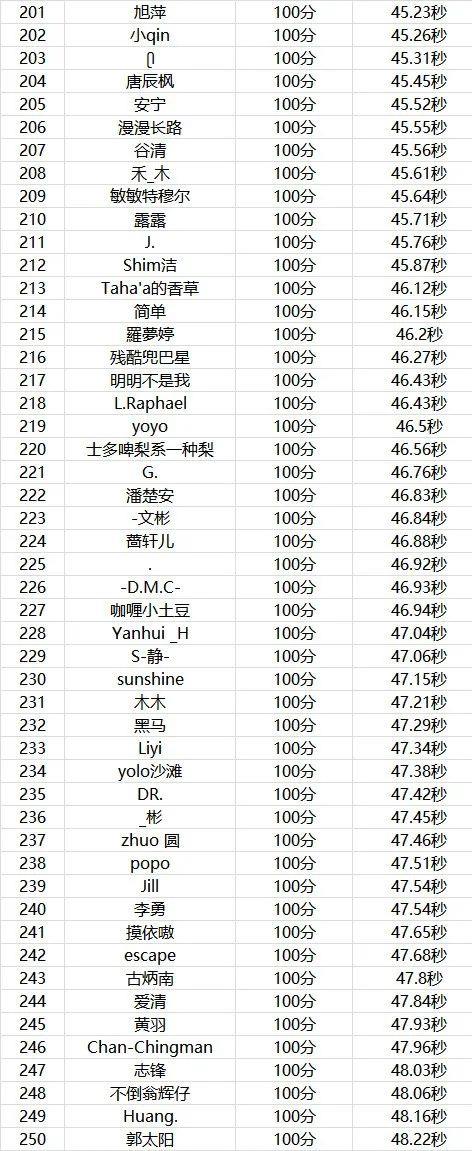 201 旭萍 100分 45.23秒
202 小qin 100分 45.26秒
203 100分 45.31秒
204 唐辰枫 100分 45.45秒
205 安宁 100分 45.52秒
206 漫漫长路 100分 45.55秒
207 谷清 100分 45.56秒
208 禾_木 100分 45.61秒
209 敏敏特穆尔 100分 45.64秒
210 露露 100分 45.71秒
211 J. 100分 45.76秒
212 Shim洁 100分 45.87秒
213 Taha'a的香草 100分 46.12秒
214 简单 100分 46.15秒
215 羅夢婷 100分 46.2秒
216 残酷兜巴星 100分 46.27秒
217 明明不是我 100分 46.43秒
218 L.Raphael 100分 46.43秒
219 yoyo 100分 46.5秒
220 士多啤梨系一种梨 100分 46.56秒
221 G. 100分 46.76秒
222 潘楚安 100分 46.83秒
223 -文彬 100分 46.84秒
224 蔷轩儿 100分 46.88秒
225 . 100分 46.92秒
226 -D.M.C- 100分 46.93秒
227 咖喱小土豆 100分 46.94秒
228 Yanhui _H 100分 47.04秒
229 S-静- 100分 47.06秒
230 sunshine 100分 47.15秒
231 木木 100分 47.21秒
232 黑马 100分 47.29秒
233 Liyi 100分 47.34秒
234 yolo沙滩 100分 47.38秒
235 DR. 100分 47.42秒
236 _彬 100分 47.45秒
237 zhuo 圆 100分 47.46秒
238 popo 100分 47.51秒
239 Jill 100分 47.54秒
240 李勇 100分 47.54秒
241 摸依嗷 100分 47.65秒
242 escape 100分 47.68秒
243 古炳南 100分 47.8秒
244 爱清 100分 47.84秒
245 黄羽 100分 47.93秒
246 Chan-Chingman 100分 47.96秒
247 志锋 100分 48.03秒
248 不倒翁辉仔 100分 48.06秒
249 Huang. 100分 48.16秒
250 郭太阳 100分 48.22秒